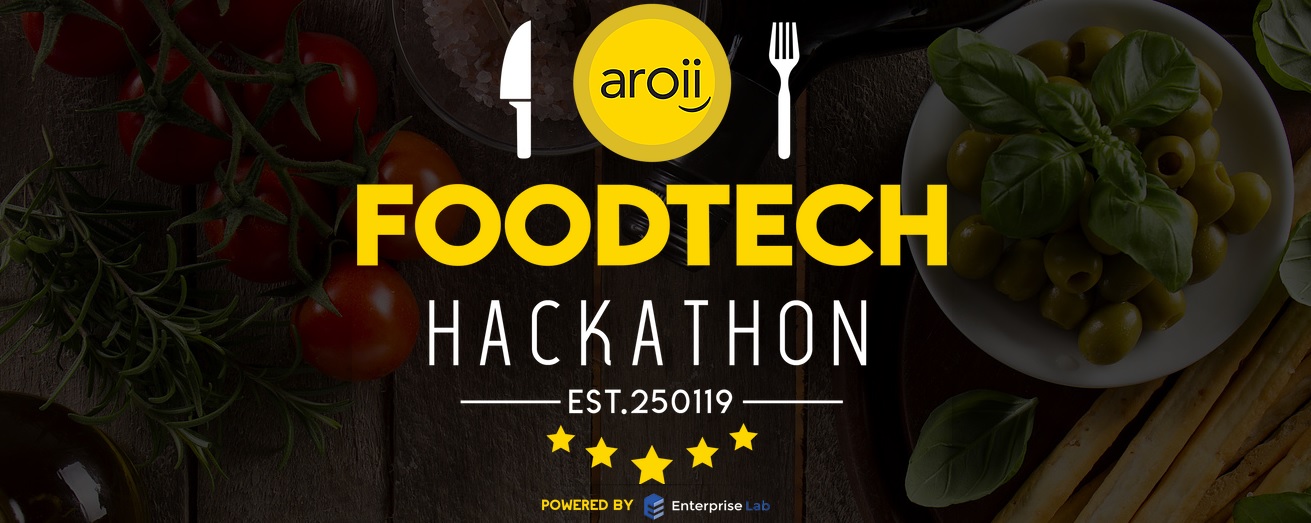 aroii
FOODTECH
HACKATHON
EST.250119
POWERED BY Enterprise Lab